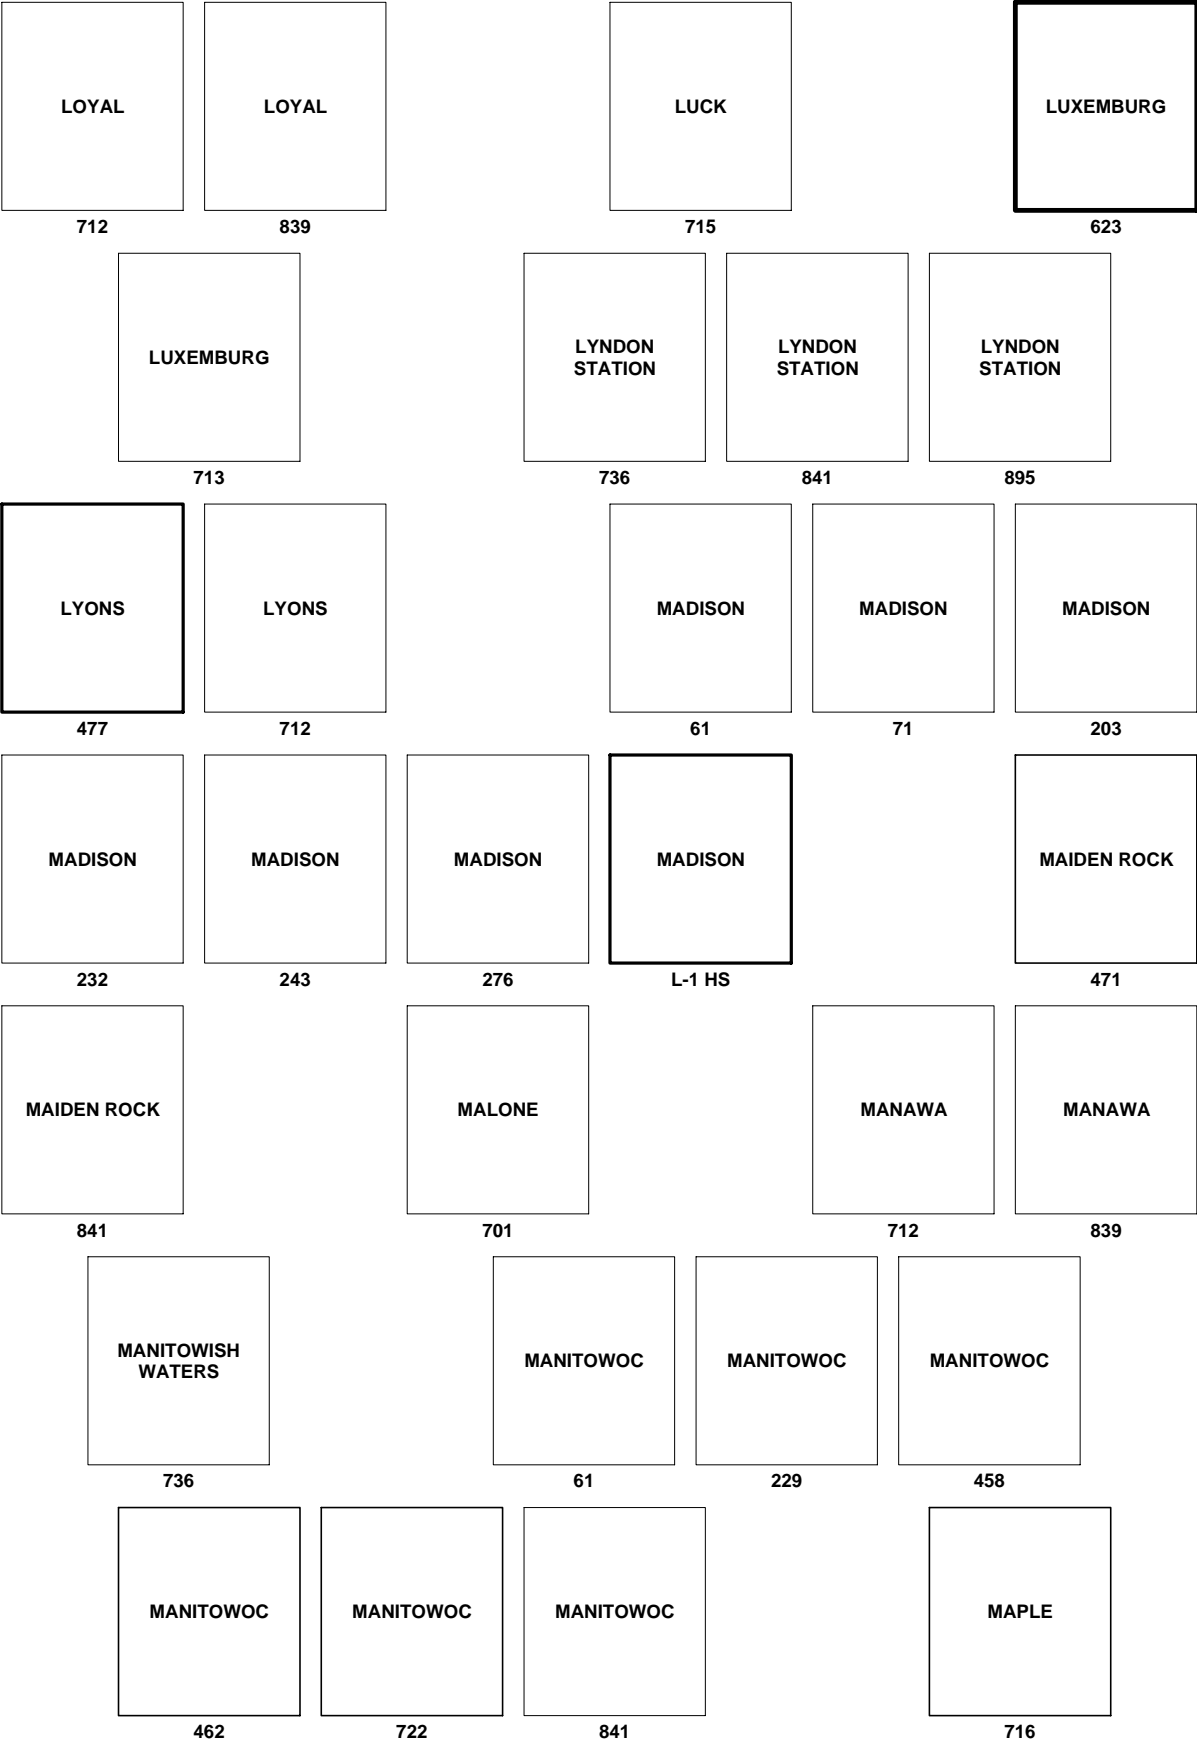 LOYAL
LOYAL
LUCK
LUXEMBURG
712
839
715
623
LUXEMBURG
LYNDON
STATION
LYNDON
STATION
LYNDON
STATION
713
736
841
895
LYONS
LYONS
MADISON
MADISON
MADISON
477
712
61
71
203
MADISON
MADISON
MADISON
MADISON
MAIDEN ROCK
232
243
276
L-1 HS
471
MAIDEN ROCK
MALONE
MANAWA
MANAWA
841
701
712
839
MANITOWISH
WATERS
MANITOWOC
MANITOWOC
MANITOWOC
736
61
229
458
MANITOWOC
MANITOWOC
MANITOWOC
MAPLE
462
722
841
716